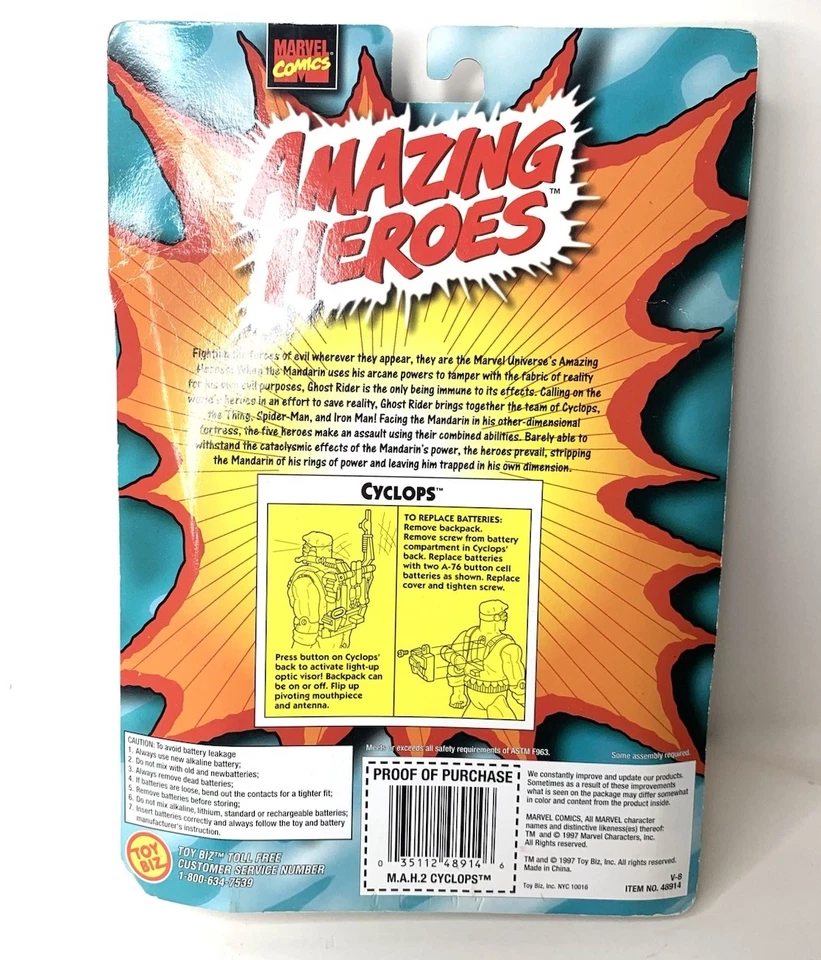 MARVEL
COMICS
AMAZING
HEROES™
Fighting the forces of evil wherever they appear, they are the Marvel Universe's Amazing
Heroes! When the Mandarin uses his arcane powers to tamper with the fabric of reality
for his own evil purposes, Ghost Rider is the only being immune to its effects. Calling on the
world's heroes in an effort to save reality, Ghost Rider brings together the team of Cyclops,
the Thing, Spider-Man, and Iron Man! Facing the Mandarin in his other-dimensional
fortress, the five heroes make an assault using their combined abilities. Barely able to
withstand the cataclysmic effects of the Mandarin's power, the heroes prevail, stripping
the Mandarin of his rings of power and leaving him trapped in his own dimension.
CYCLOPS™
Press button on Cyclops'
back to activate light-up
optic visor! Backpack can
be on or off. Flip up
pivoting mouthpiece
and antenna.
TO REPLACE BATTERIES:
Remove backpack.
Remove screw from battery
compartment in Cyclops'
back. Replace batteries
with two A-76 button cell
batteries as shown. Replace
cover and tighten screw.
CAUTION: To avoid battery leakage
1. Always use new alkaline battery;
2. Do not mix with old and newbatteries;
3. Always remove dead batteries;
4. If batteries are loose, bend out the contacts for a tighter fit;
5. Remove batteries before storing;
6. Do not mix alkaline, lithium, standard or rechargeable batteries;
7. Insert batteries correctly and always follow the toy and battery
manufacturer's instruction.
Meets or exceeds all safety requirements of ASTM F963.
Some assembly required.
TOY
BIZ
TOY BIZ™ TOLL FREE
CUSTOMER SERVICE NUMBER
1-800-634-7539
PROOF OF PURCHASE
0 35112 48914 6
M.A.H.2 CYCLOPS™
We constantly improve and update our products.
Sometimes as a result of these improvements
what is seen on the package may differ somewhat
in color and content from the product inside.
MARVEL COMICS, All MARVEL character
names and distinctive likeness(es) thereof:
TM and © 1997 Marvel Characters, Inc.
All Rights Reserved.
TM and © 1997 Toy Biz, Inc. All rights reserved.
Made in China.
V-8
Toy Biz, Inc. NYC 10016
ITEM NO. 48914